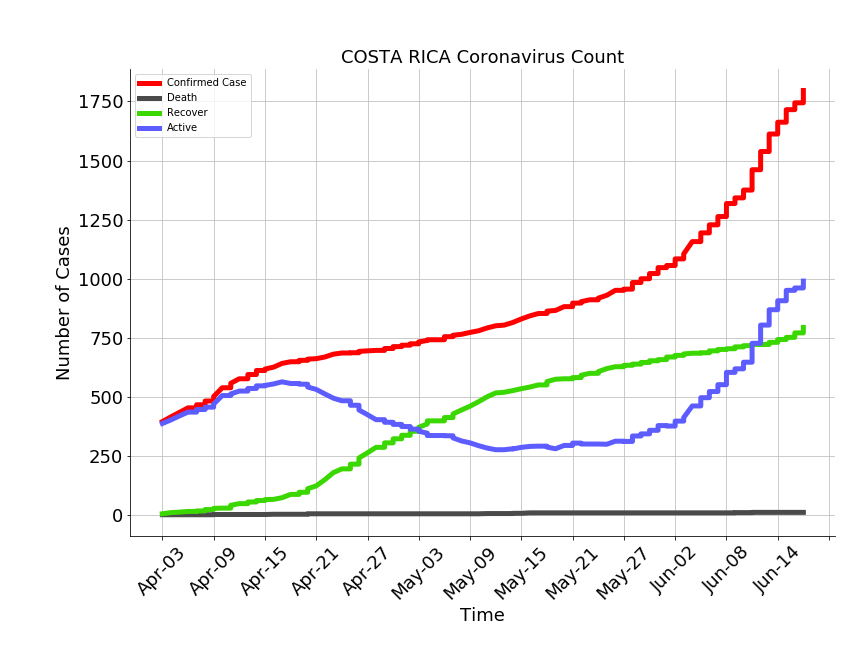 COSTA RICA Coronavirus Count
Confirmed Case
Death
Recover
Active
Number of Cases
1750
1500
1250
1000
750
500
250
0
Apr-03
Apr-09
Apr-15
Apr-21
Apr-27
May-03
May-09
May-15
May-21
May-27
Jun-02
Jun-08
Jun-14
Time